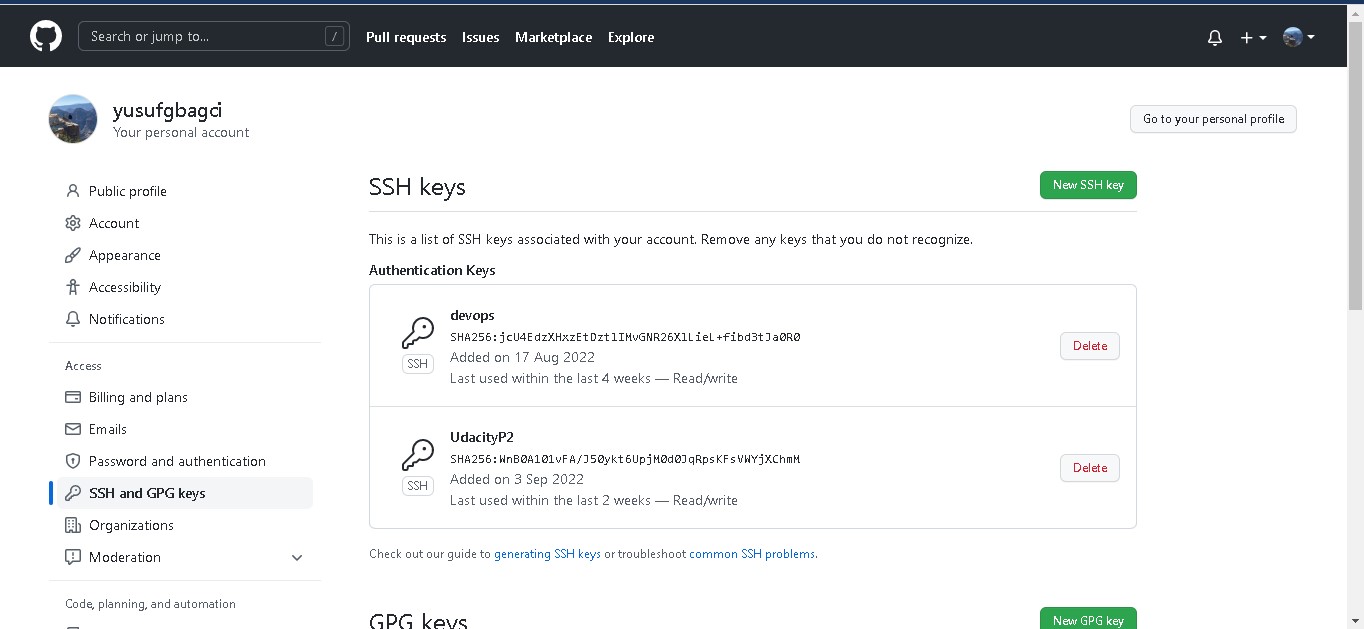 Search or jump to... /
Pull requests Issues Marketplace Explore
yusufgbagci
Your personal account
Go to your personal profile
Public profile
Account
Appearance
Accessibility
Notifications
Access
Billing and plans
Emails
Password and authentication
SSH and GPG keys
Organizations
Moderation
Code, planning, and automation
SSH keys
New SSH key
This is a list of SSH keys associated with your account. Remove any keys that you do not recognize.
Authentication Keys
devops
SHA256:jcU4EdzXHxzEtDztlIMvGNR26XlLieL+fibd3tJa0R0
Added on 17 Aug 2022
Last used within the last 4 weeks — Read/write
SSH
Delete
UdacityP2
SHA256:WnB0A101vFA/J50ykt6UpjM0d0JqRpsKFsVWYjXChmM
Added on 3 Sep 2022
Last used within the last 2 weeks — Read/write
SSH
Delete
Check out our guide to generating SSH keys or troubleshoot common SSH problems.
GPG keys
New GPG key